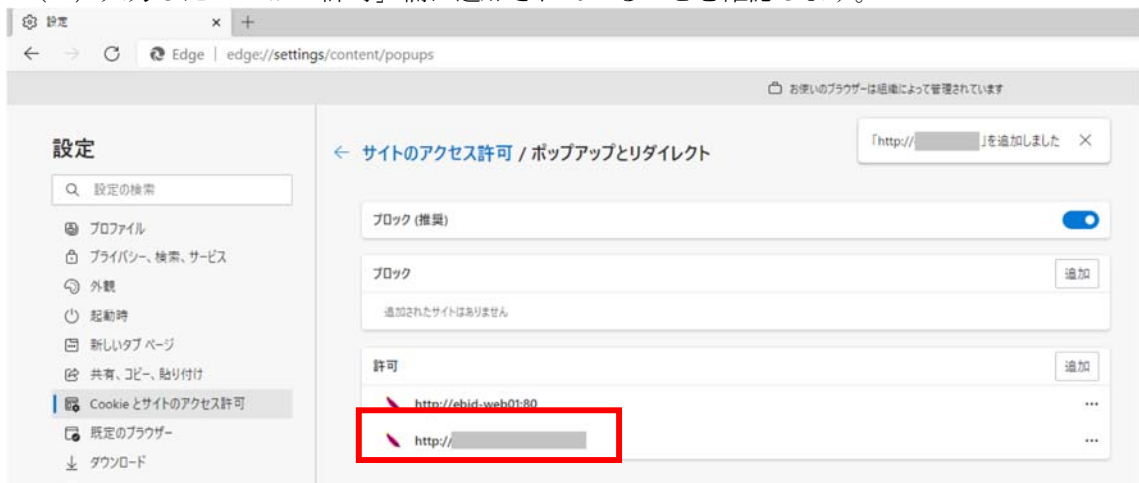 設定
Edge | edge://settings/content/popups
お使いのブラウザーは組織によって管理されています
設定
設定の検索
プロファイル
プライバシー、検索、サービス
外観
起動時
新しいタブ ページ
共有、コピー、貼り付け
Cookie とサイトのアクセス許可
既定のブラウザー
ダウンロード
サイトのアクセス許可 / ポップアップとリダイレクト
「http:// 」を追加しました
ブロック (推奨)
ブロック
追加
追加されたサイトはありません
許可
追加
http://ebid-web01:80
http://